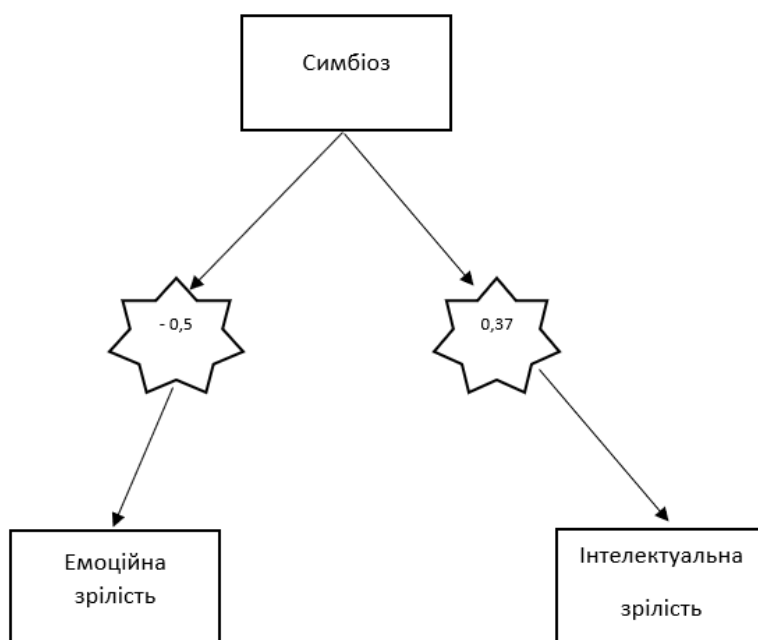 Симбіоз
- 0,5
0,37
Емоційна
зрілість
Інтелектуальна
зрілість